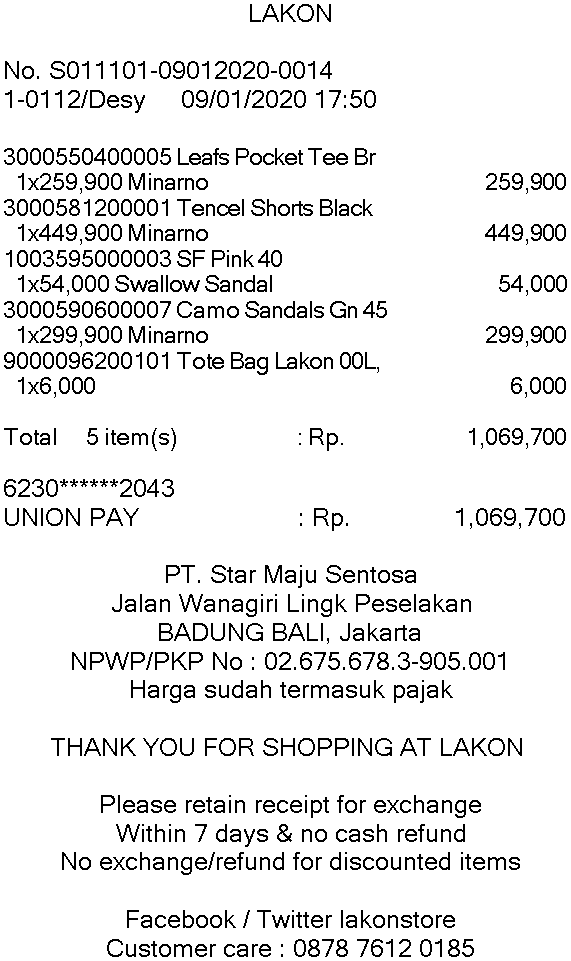 LAKON
No. S011101-09012020-0014
1-0112/Desy 09/01/2020 17:50
3000550400005 Leafs Pocket Tee Br
1x259,900 Minarno 259,900
3000581200001 Tencel Shorts Black
1x449,900 Minarno 449,900
1003595000003 SF Pink 40
1x54,000 Swallow Sandal 54,000
3000590600007 Camo Sandals Gn 45
1x299,900 Minarno 299,900
9000096200101 Tote Bag Lakon 00L,
1x6,000 6,000
Total 5 item(s) : Rp. 1,069,700
6230******2043
UNION PAY : Rp. 1,069,700
PT. Star Maju Sentosa
Jalan Wanagiri Lingk Peselakan
BADUNG BALI, Jakarta
NPWP/PKP No : 02.675.678.3-905.001
Harga sudah termasuk pajak
THANK YOU FOR SHOPPING AT LAKON
Please retain receipt for exchange
Within 7 days & no cash refund
No exchange/refund for discounted items
Facebook / Twitter lakonstore
Customer care : 0878 7612 0185